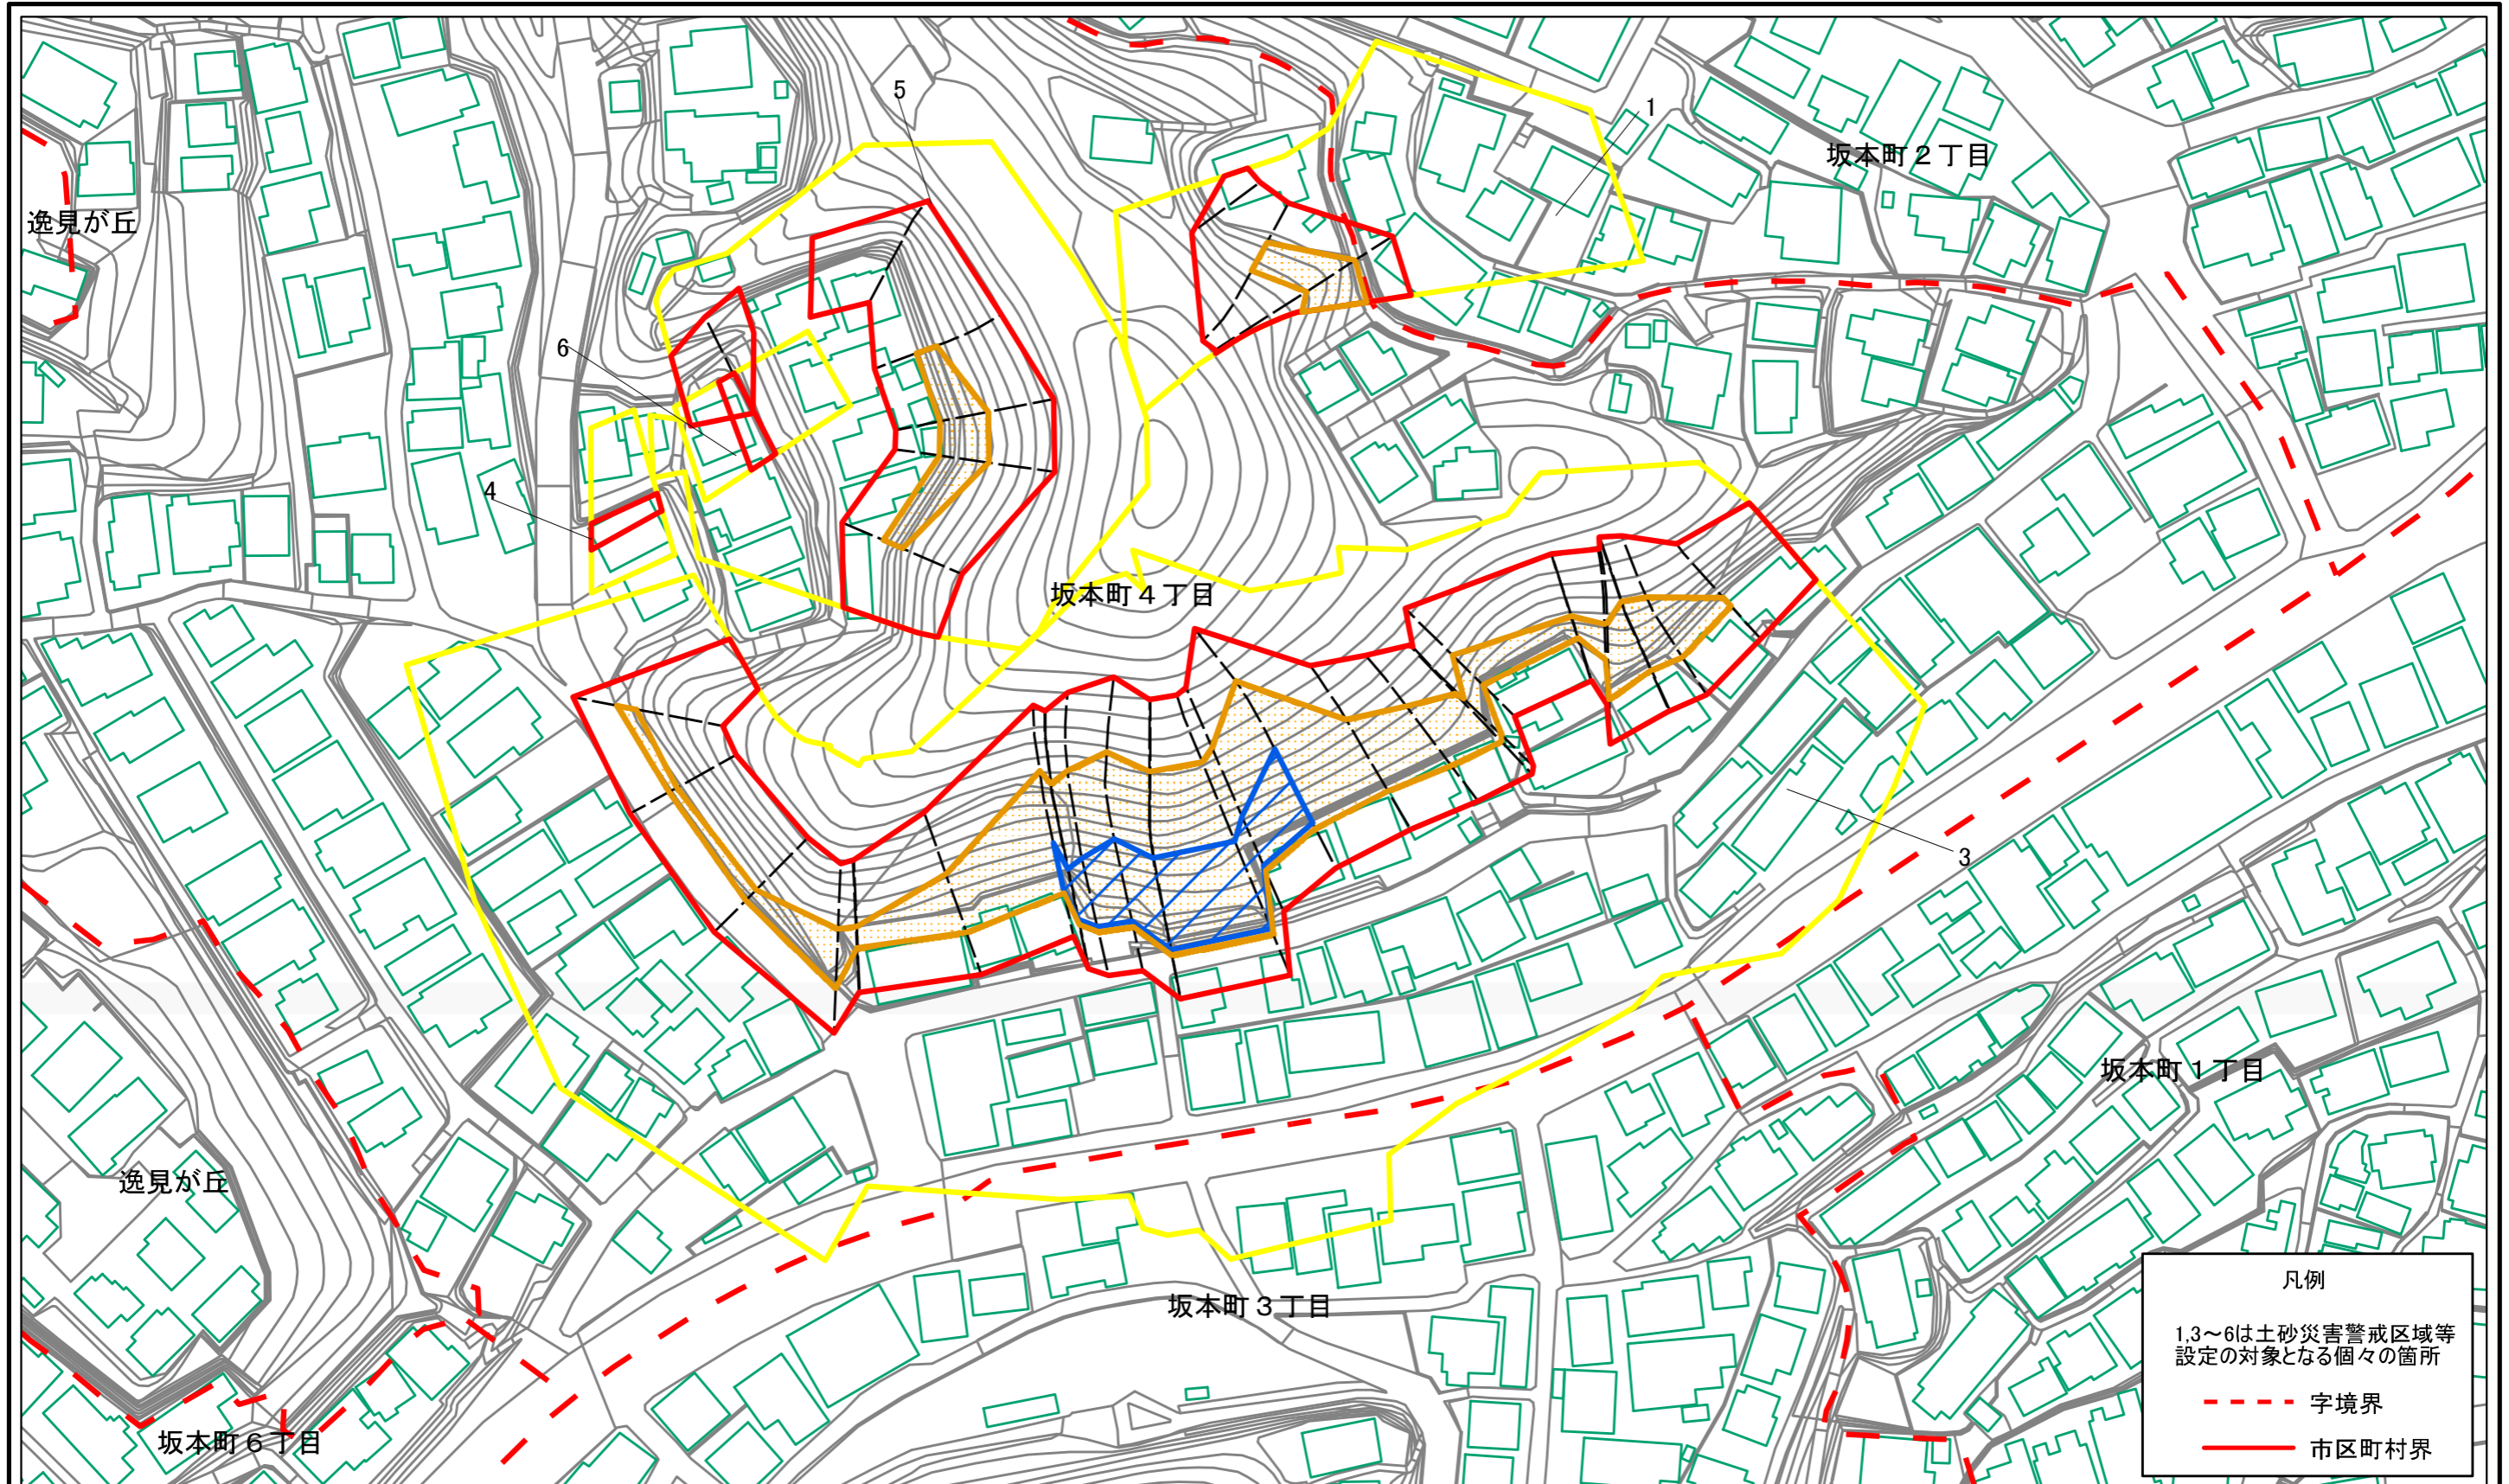 5
1
坂本町２丁目
逸見が丘
6
4
坂本町４丁目
3
坂本町１丁目
逸見が丘
坂本町３丁目
坂本町６丁目
凡例
1,3～6は土砂災害警戒区域等
設定の対象となる個々の箇所
字境界
市区町村界